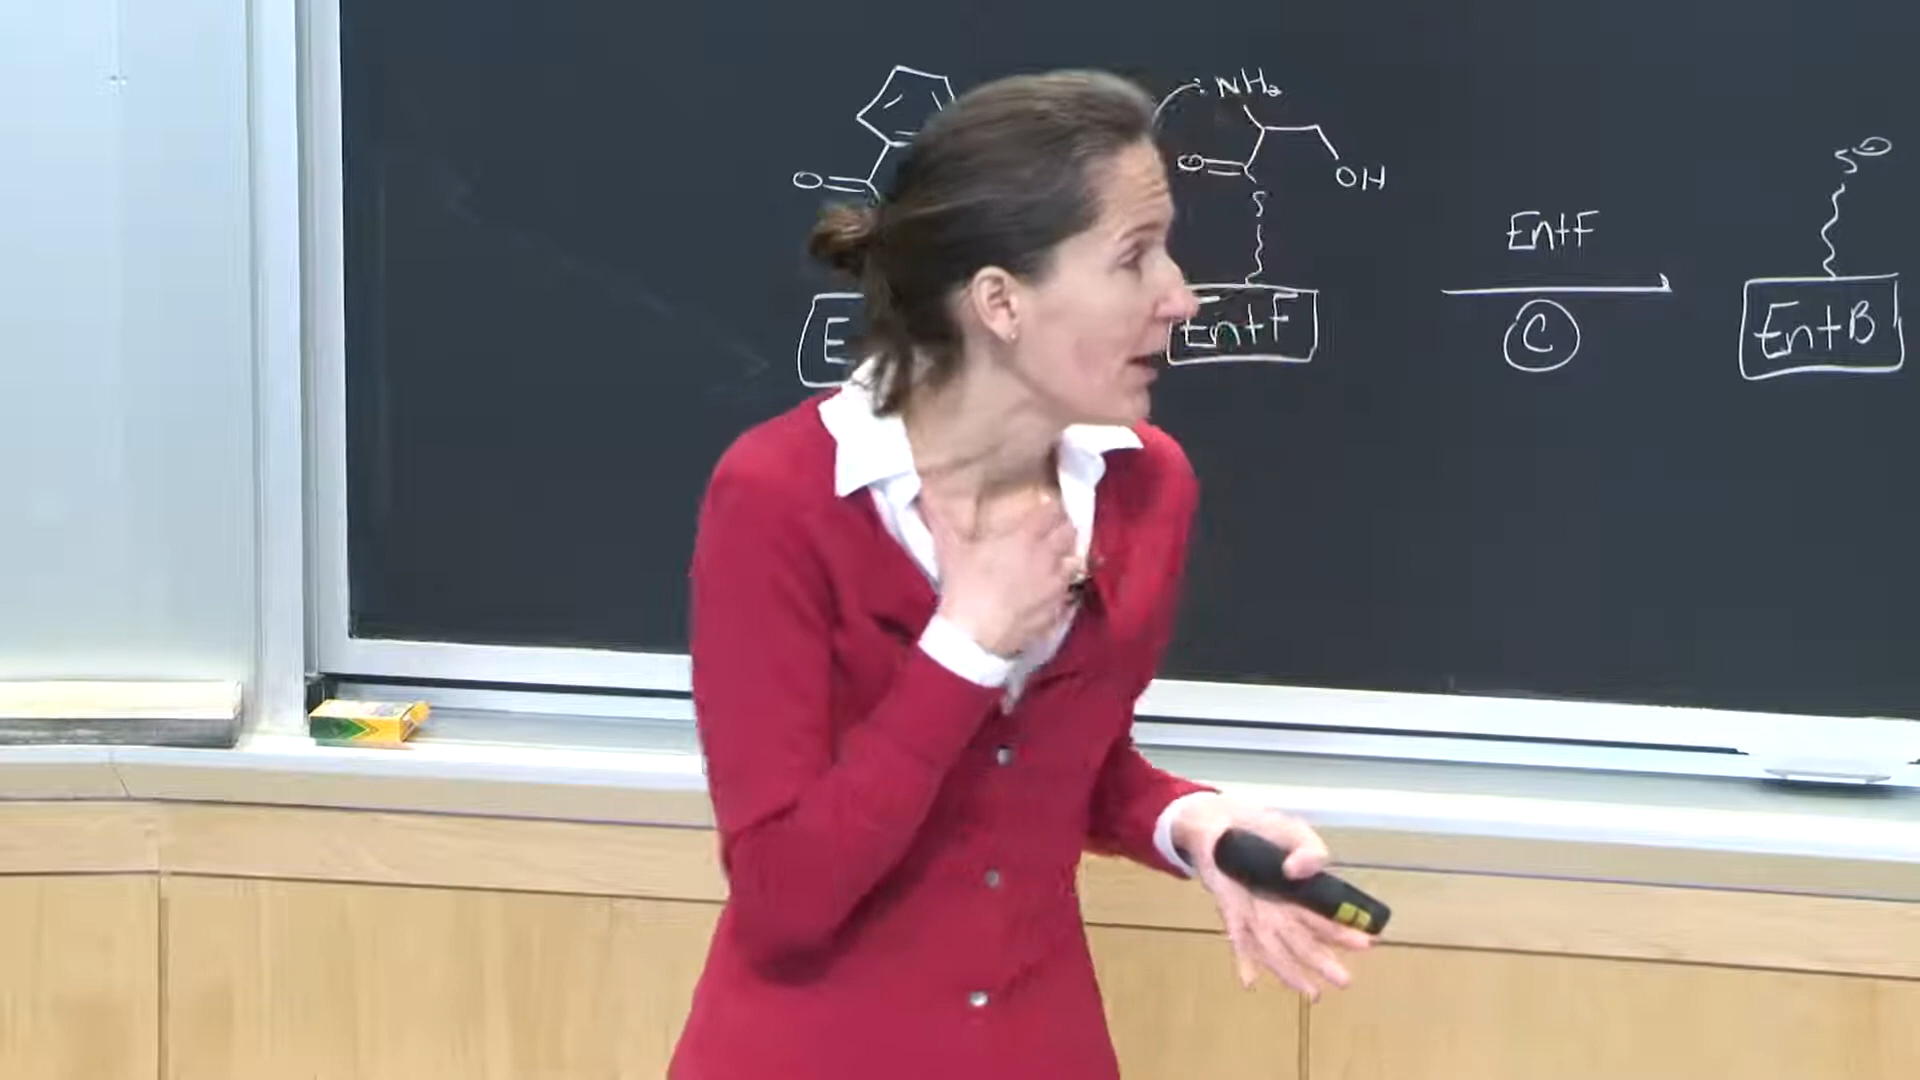 :NH₂
O
OH
S
O
S⊖
EntF
C
E
EntF
EntB